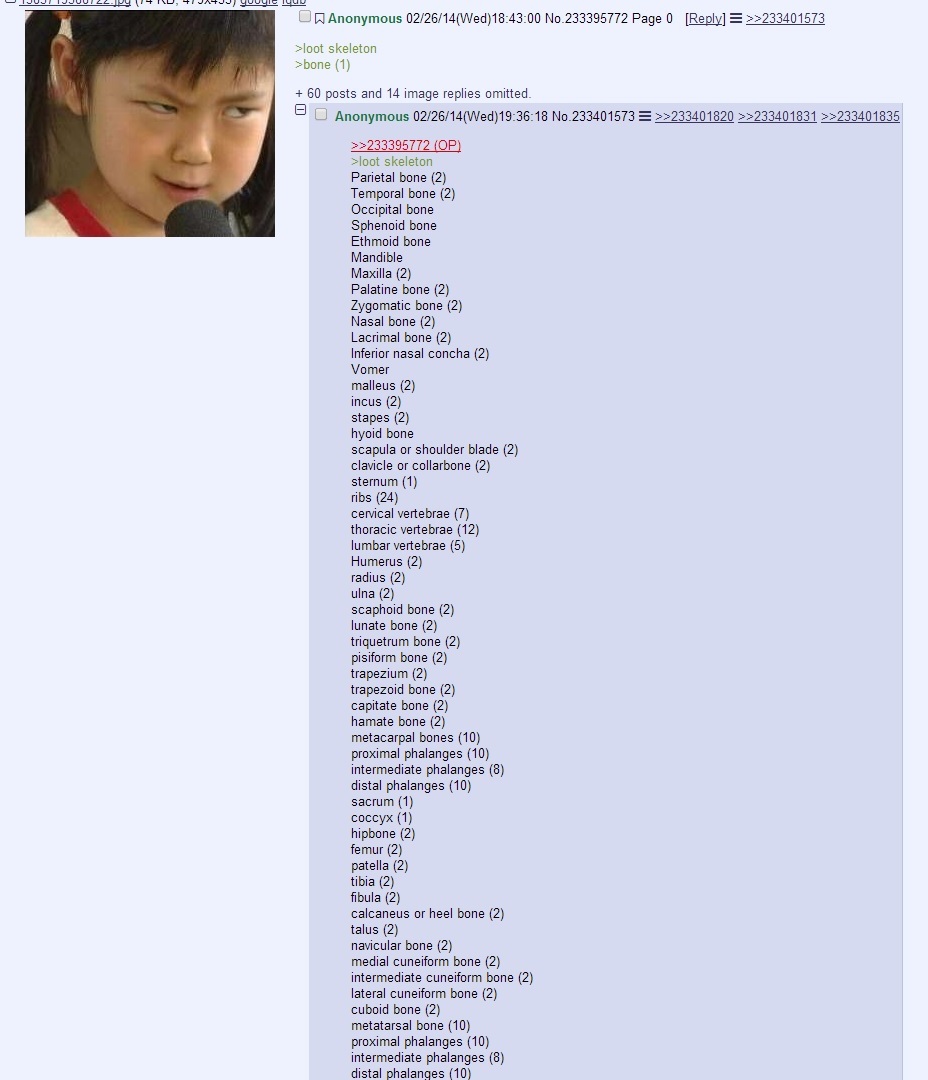 (74 KB, 479x435) google iqdb
Anonymous 02/26/14(Wed)18:43:00 No.233395772 Page 0 [Reply] >>233401573
>loot skeleton
>bone (1)
+ 60 posts and 14 image replies omitted.
Anonymous 02/26/14(Wed)19:36:18 No.233401573 >>233401820 >>233401831 >>233401835
>>233395772 (OP)
>loot skeleton
Parietal bone (2)
Temporal bone (2)
Occipital bone
Sphenoid bone
Ethmoid bone
Mandible
Maxilla (2)
Palatine bone (2)
Zygomatic bone (2)
Nasal bone (2)
Lacrimal bone (2)
Inferior nasal concha (2)
Vomer
malleus (2)
incus (2)
stapes (2)
hyoid bone
scapula or shoulder blade (2)
clavicle or collarbone (2)
sternum (1)
ribs (24)
cervical vertebrae (7)
thoracic vertebrae (12)
lumbar vertebrae (5)
Humerus (2)
radius (2)
ulna (2)
scaphoid bone (2)
lunate bone (2)
triquetrum bone (2)
pisiform bone (2)
trapezium (2)
trapezoid bone (2)
capitate bone (2)
hamate bone (2)
metacarpal bones (10)
proximal phalanges (10)
intermediate phalanges (8)
distal phalanges (10)
sacrum (1)
coccyx (1)
hipbone (2)
femur (2)
patella (2)
tibia (2)
fibula (2)
calcaneus or heel bone (2)
talus (2)
navicular bone (2)
medial cuneiform bone (2)
intermediate cuneiform bone (2)
lateral cuneiform bone (2)
cuboid bone (2)
metatarsal bone (10)
proximal phalanges (10)
intermediate phalanges (8)
distal phalanges (10)